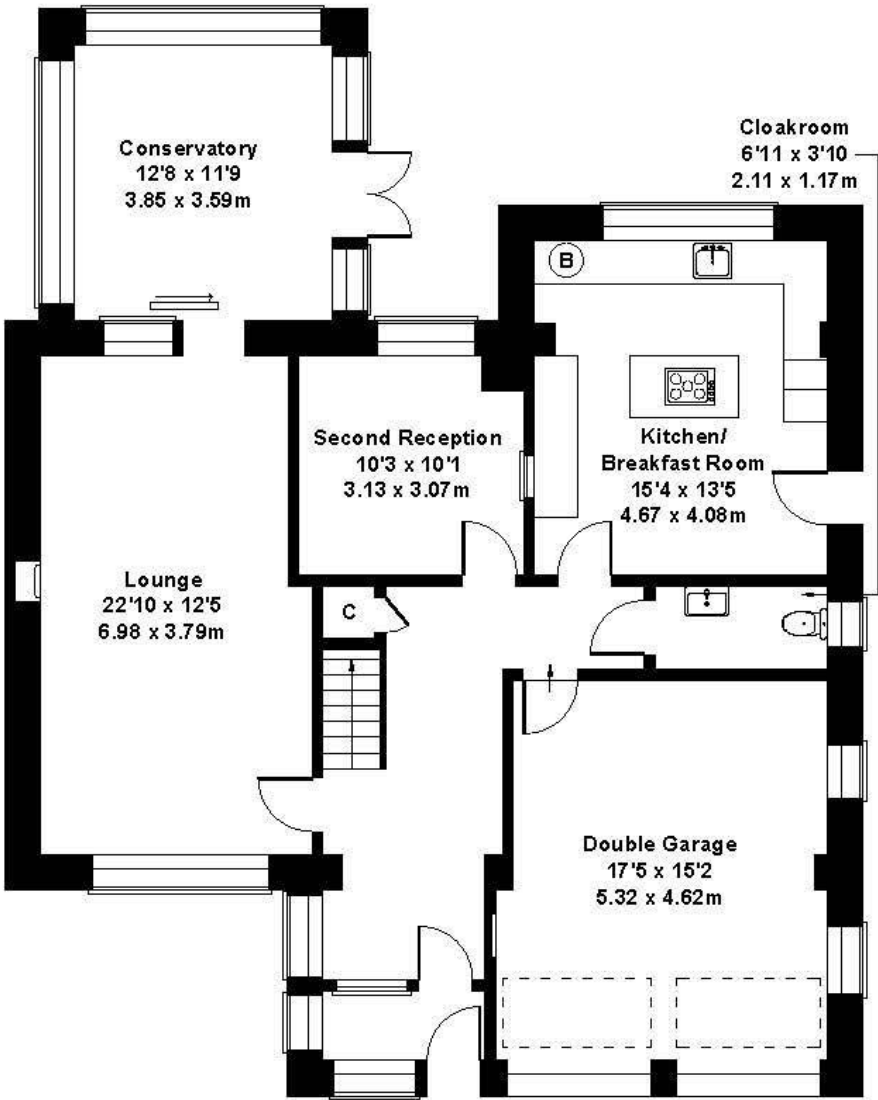 Conservatory
12'8 x 11'9
3.85 x 3.59m
Cloakroom
6'11 x 3'10
2.11 x 1.17m
B
Second Reception
10'3 x 10'1
3.13 x 3.07m
Kitchen/
Breakfast Room
15'4 x 13'5
4.67 x 4.08m
Lounge
22'10 x 12'5
6.98 x 3.79m
C
Double Garage
17'5 x 15'2
5.32 x 4.62m